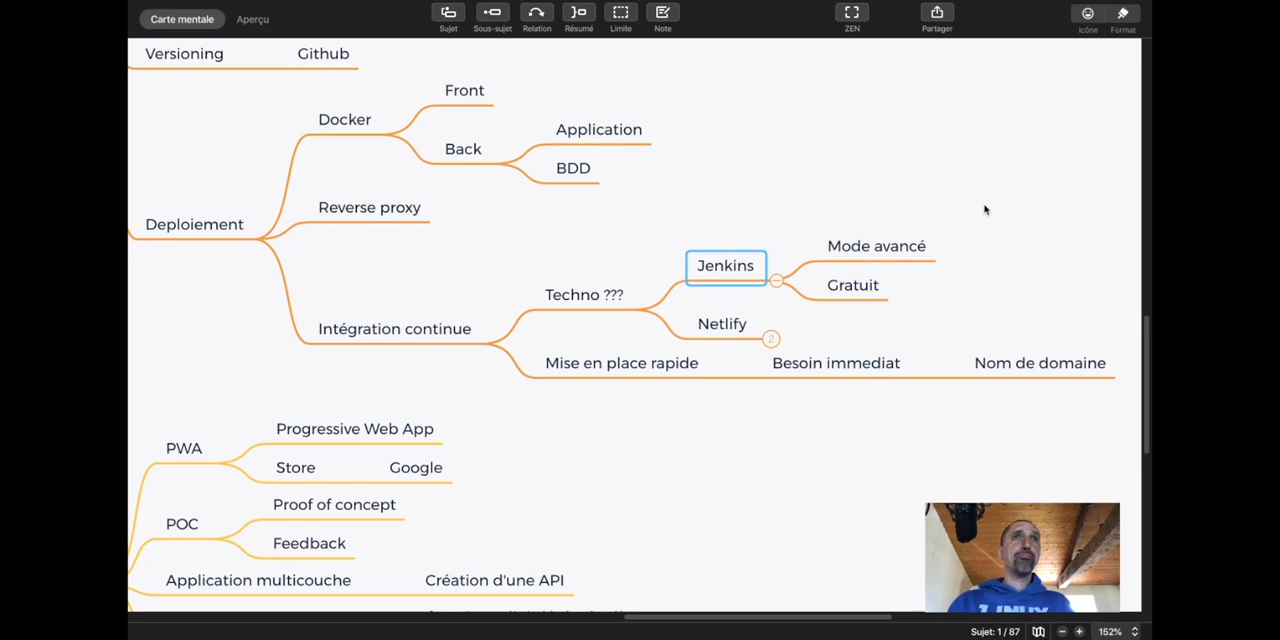 Carte mentale
Aperçu
Sujet
Sous-sujet
Relation
Résumé
Limite
Note
ZEN
Partager
Icône
Format
Versioning
Github
Front
Docker
Application
Back
BDD
Reverse proxy
Deploiement
Mode avancé
Jenkins
Gratuit
Techno ???
Netlify
2
Intégration continue
Mise en place rapide
Besoin immediat
Nom de domaine
Progressive Web App
PWA
Store
Google
Proof of concept
POC
Feedback
Application multicouche
Création d'une API
LINUX
Sujet: 1 / 87
152%